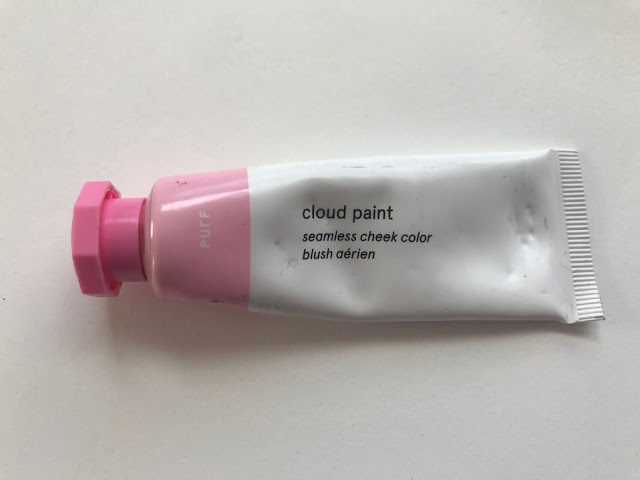 PUFF
cloud paint
seamless cheek color
blush aérien